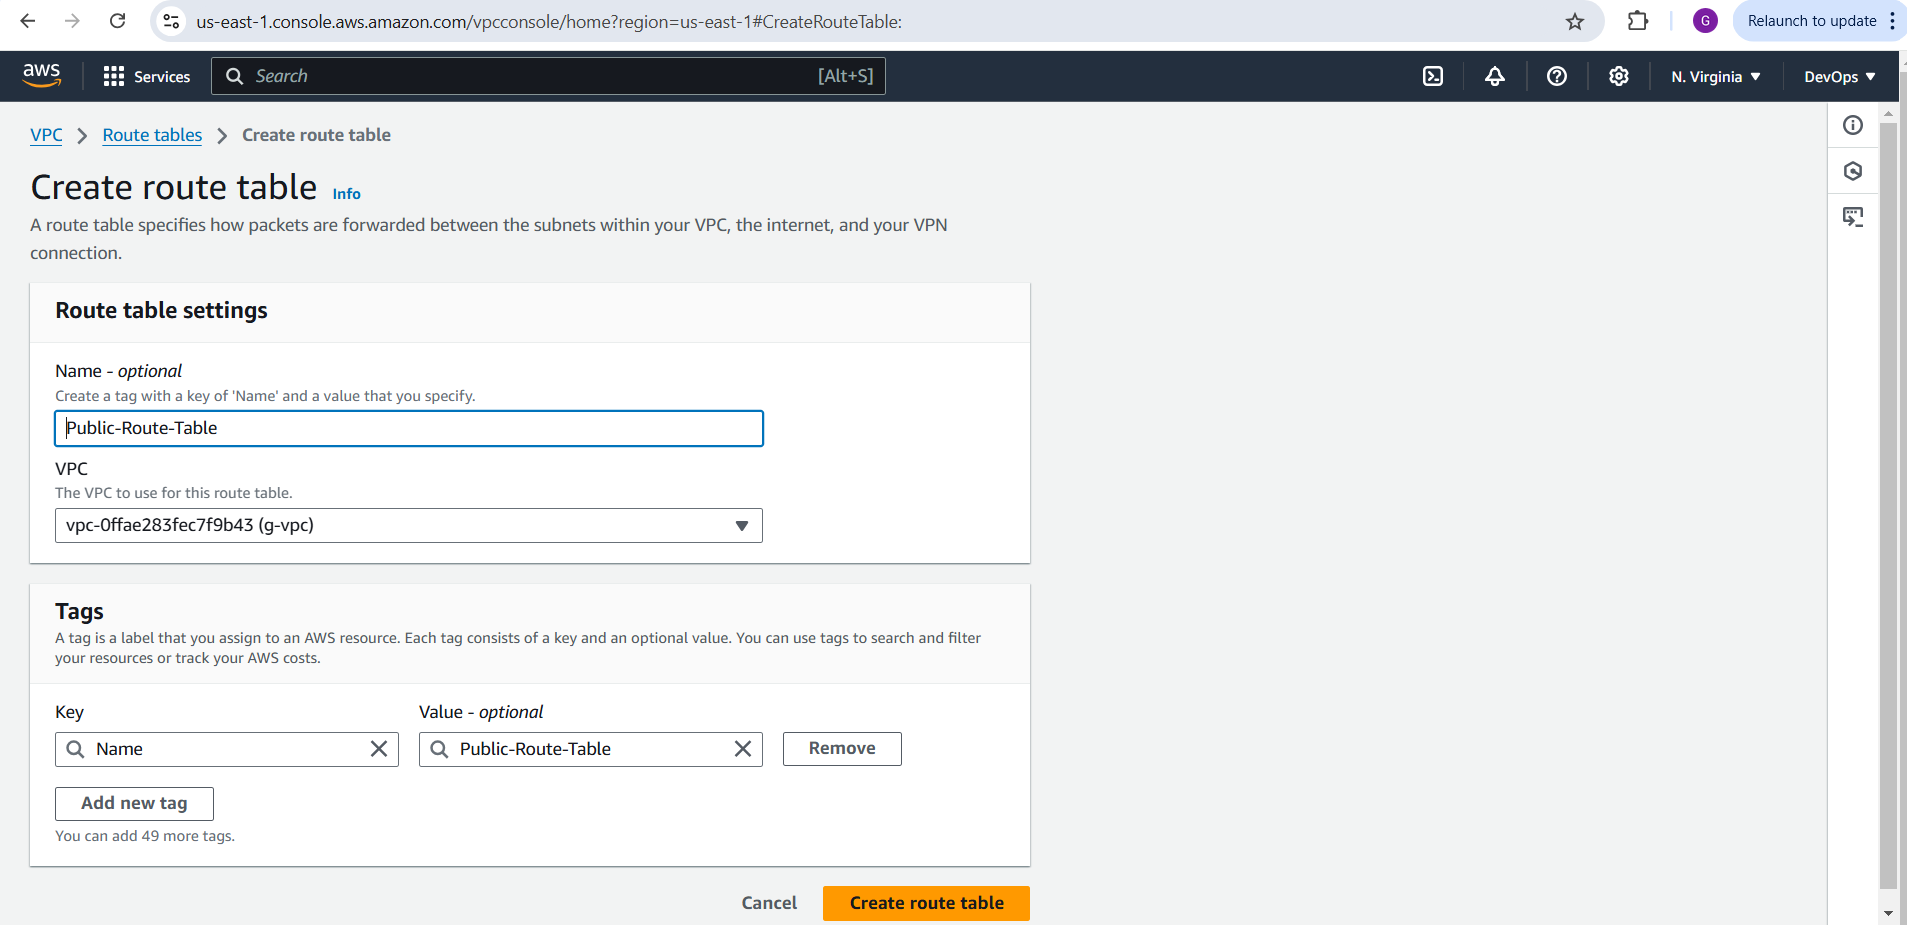 us-east-1.console.aws.amazon.com/vpcconsole/home?region=us-east-1#CreateRouteTable:
G
Relaunch to update
aws
Services
Search
[Alt+S]
N. Virginia
DevOps
VPC
Route tables
Create route table
Create route table
Info
A route table specifies how packets are forwarded between the subnets within your VPC, the internet, and your VPN
connection.
Route table settings
Name - optional
Create a tag with a key of 'Name' and a value that you specify.
Public-Route-Table
VPC
The VPC to use for this route table.
vpc-0ffae283fec7f9b43 (g-vpc)
Tags
A tag is a label that you assign to an AWS resource. Each tag consists of a key and an optional value. You can use tags to search and filter
your resources or track your AWS costs.
Key
Value - optional
Name
Public-Route-Table
Remove
Add new tag
You can add 49 more tags.
Cancel
Create route table